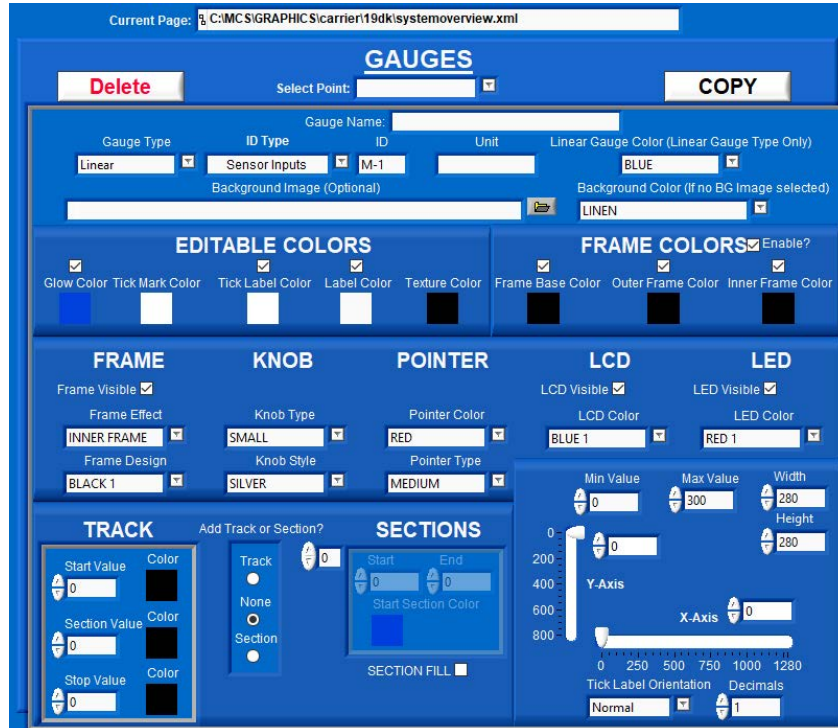 Current Page: C:\MCS\GRAPHICS\carrier\19dk\systemoverview.xml
GAUGES
Delete Select Point: COPY
Gauge Name:
Gauge Type ID Type ID Unit Linear Gauge Color (Linear Gauge Type Only)
Linear Sensor Inputs M-1 BLUE
Background Image (Optional) Background Color (If no BG Image selected)
LINEN
EDITABLE COLORS FRAME COLORS Enable?
Glow Color Tick Mark Color Tick Label Color Label Color Texture Color Frame Base Color Outer Frame Color Inner Frame Color
FRAME KNOB POINTER LCD LED
Frame Visible LCD Visible LED Visible
Frame Effect Knob Type Pointer Color LCD Color LED Color
INNER FRAME SMALL RED BLUE 1 RED 1
Frame Design Knob Style Pointer Type
BLACK 1 SILVER MEDIUM
Min Value Max Value Width
0 300 280
Height
280
TRACK Add Track or Section? SECTIONS
0
Start Value Color
0
Section Value Color
0
Stop Value Color
0
Track
None
Section
Start End
0 0
Start Section Color
SECTION FILL
0
200
400
600
800
0
Y-Axis
X-Axis 0
0 250 500 750 1000 1280
Tick Label Orientation Decimals
Normal 1